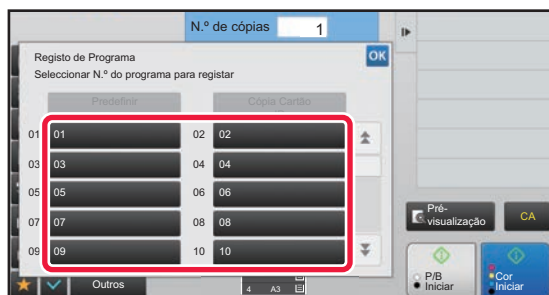 N.º de cópias 1
Registo de Programa
OK
Seleccionar N.º do programa para registar
Predefinir Cópia Cartão
01 01 02 02
03 03 04 04
05 05 06 06
07 07 08 08
09 09 10 10
Pré-
visualização
CA
P/B
Iniciar
Cor
Iniciar
Outros
4 A3